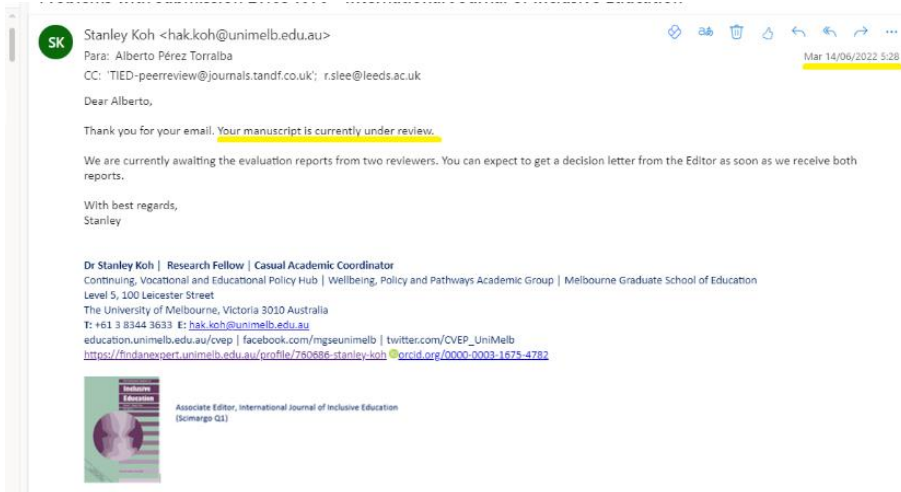 SK
Stanley Koh <hak.koh@unimelb.edu.au>
Para: Alberto Pérez Torralba
Mar 14/06/2022 5:28
CC: 'TIED-peerreview@journals.tandf.co.uk'; r.slee@leeds.ac.uk
Dear Alberto,
Thank you for your email. Your manuscript is currently under review.
We are currently awaiting the evaluation reports from two reviewers. You can expect to get a decision letter from the Editor as soon as we receive both
reports.
With best regards,
Stanley
Dr Stanley Koh | Research Fellow | Casual Academic Coordinator
Continuing, Vocational and Educational Policy Hub | Wellbeing, Policy and Pathways Academic Group | Melbourne Graduate School of Education
Level 5, 100 Leicester Street
The University of Melbourne, Victoria 3010 Australia
T: +61 3 8344 3633 E: hak.koh@unimelb.edu.au
education.unimelb.edu.au/cvep | facebook.com/mgseunimelb | twitter.com/CVEP_UniMelb
https://findanexpert.unimelb.edu.au/profile/760686-stanley-koh orcid.org/0000-0003-1675-4782
Inclusive
Education
Associate Editor, International Journal of Inclusive Education
(Scimargo Q1)